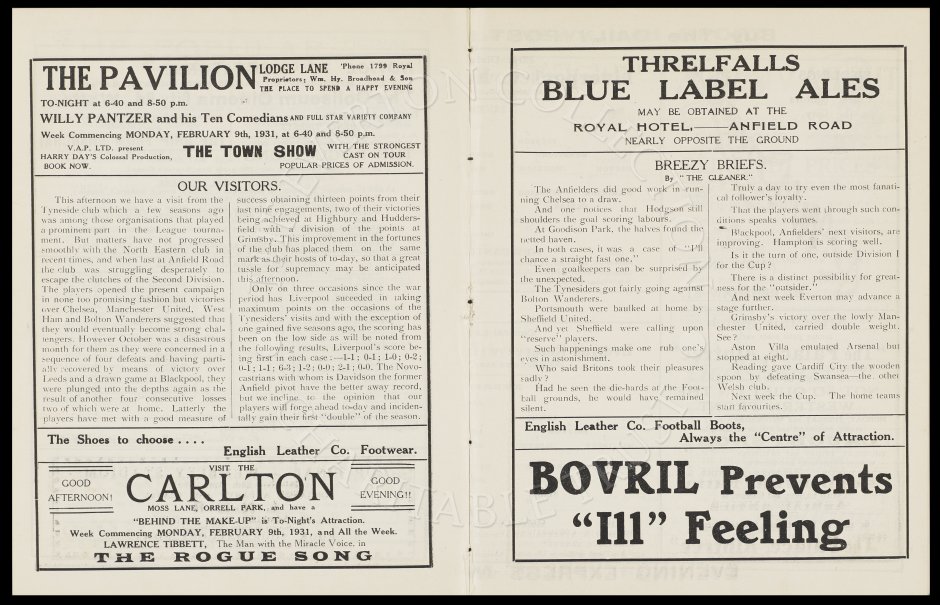 THE PAVILION
LODGE LANE 'Phone 1799 Royal
Proprietors: Wm. Hy. Broadhead & Son
THE PLACE TO SPEND A HAPPY EVENING
TO-NIGHT at 6-40 and 8-50 p.m.
WILLY PANTZER and his Ten Comedians AND FULL STAR VARIETY COMPANY
Week Commencing MONDAY, FEBRUARY 9th, 1931, at 6-40 and 8-50 p.m.
V.A.P. LTD. present
HARRY DAY'S Colossal Production,
BOOK NOW.
THE TOWN SHOW
WITH THE STRONGEST
CAST ON TOUR
POPULAR PRICES OF ADMISSION.
OUR VISITORS.
This afternoon we have a visit from the
Tyneside club which a few seasons ago
was among those organisations that played
a prominent part in the League tourna-
ment. But matters have not progressed
smoothly with the North Eastern club in
recent times, and when last at Anfield Road
the club was struggling desperately to
escape the clutches of the Second Division.
The players opened the present campaign
in none too promising fashion but victories
over Chelsea, Manchester United, West
Ham and Bolton Wanderers suggested that
they would eventually become strong chal-
lengers. However October was a disastrous
month for them as they were concerned in a
sequence of four defeats and having parti-
ally recovered by means of victory over
Leeds and a drawn game at Blackpool, they
were plunged into the depths again as the
result of another four consecutive losses
two of which were at home. Latterly the
players have met with a good measure of
success obtaining thirteen points from their
last nine engagements, two of their victories
being achieved at Highbury and Hudders-
field with a division of the points at
Grimsby. This improvement in the fortunes
of the club has placed them on the same
mark as their hosts of to-day, so that a great
tussle for supremacy may be anticipated
this afternoon.
Only on three occasions since the war
period has Liverpool succeded in taking
maximum points on the occasions of the
Tynesiders' visits and with the exception of
one gained five seasons ago, the scoring has
been on the low side as will be noted from
the following results, Liverpool's score be-
ing first in each case:—1-1; 0-1; 1-0; 0-2;
0-1; 1-1; 6-3; 1-2; 0-0; 2-1; 0-0. The Novo-
castrians with whom is Davidson the former
Anfield pivot have the better away record,
but we incline to the opinion that our
players will forge ahead to-day and inciden-
tally gain their first "double" of the season.
The Shoes to choose . . . .
English Leather Co. Footwear.
GOOD
AFTERNOON!
VISIT THE
CARLTON
GOOD
EVENING!!
MOSS LANE, ORRELL PARK, and have a
"BEHIND THE MAKE-UP" is To-Night's Attraction.
Week Commencing MONDAY, FEBRUARY 9th, 1931, and All the Week.
LAWRENCE TIBBETT, The Man with the Miracle Voice, in
THE ROGUE SONG
THRELFALLS
BLUE LABEL ALES
MAY BE OBTAINED AT THE
ROYAL HOTEL,——ANFIELD ROAD
NEARLY OPPOSITE THE GROUND
BREEZY BRIEFS.
By "THE GLEANER."
The Anfielders did good work in run-
ning Chelsea to a draw.
And one notices that Hodgson still
shoulders the goal scoring labours.
At Goodison Park, the halves found the
netted haven.
In both cases, it was a case of "I'll
chance a straight fast one."
Even goalkeepers can be surprised by
the unexpected.
The Tynesiders got fairly going against
Bolton Wanderers.
Portsmouth were baulked at home by
Sheffield United.
And yet Sheffield were calling upon
"reserve" players.
Such happenings make one rub one's
eyes in astonishment.
Who said Britons took their pleasures
sadly?
Had he seen the die-hards at the Foot-
ball grounds, he would have remained
silent.
Truly a day to try even the most fanati-
cal follower's loyalty.
That the players went through such con-
ditions speaks volumes.
Blackpool, Anfielders' next visitors, are
improving. Hampton is scoring well.
Is it the turn of one, outside Division I
for the Cup?
There is a distinct possibility for great-
ness for the "outsider."
And next week Everton may advance a
stage further.
Grimsby's victory over the lowly Man-
chester United, carried double weight.
See?
Aston Villa emulated Arsenal but
stopped at eight.
Reading gave Cardiff City the wooden
spoon by defeating Swansea—the other
Welsh club.
Next week the Cup. The home teams
start favourites.
English Leather Co. Football Boots,
Always the "Centre" of Attraction.
BOVRIL Prevents
"Ill" Feeling